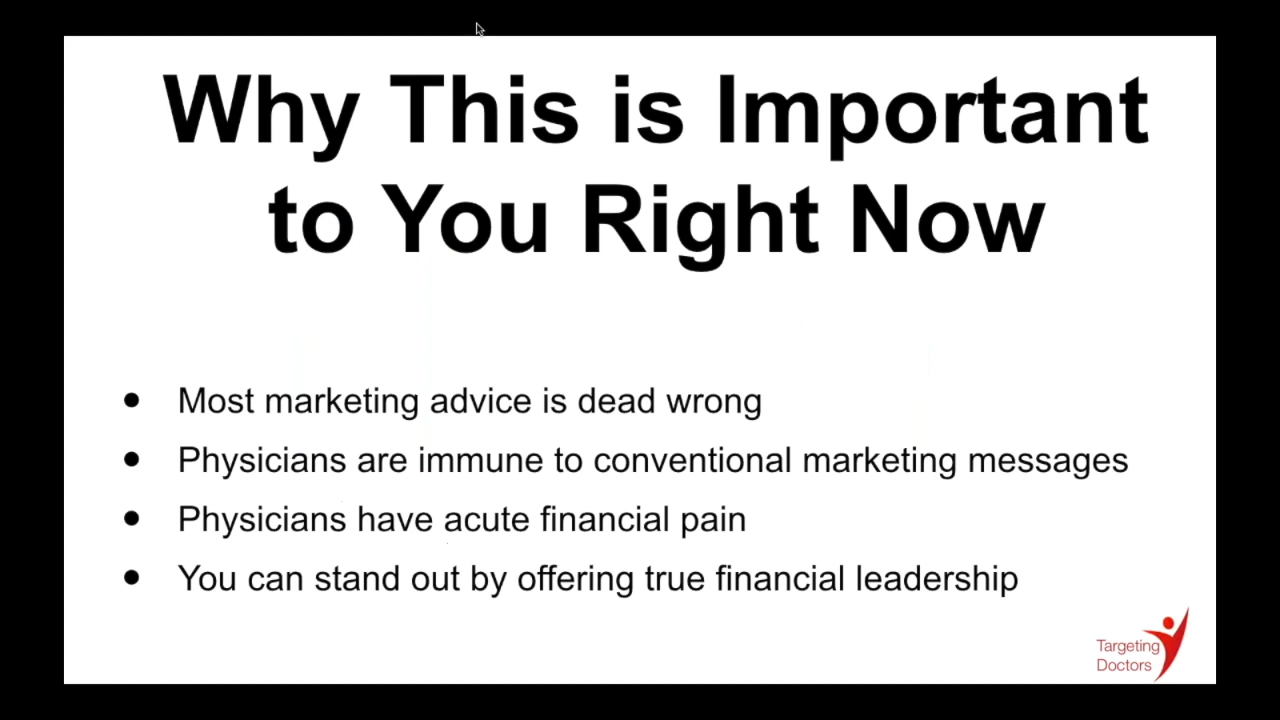 Why This is Important
to You Right Now
● Most marketing advice is dead wrong
● Physicians are immune to conventional marketing messages
● Physicians have acute financial pain
● You can stand out by offering true financial leadership
Targeting
Doctors